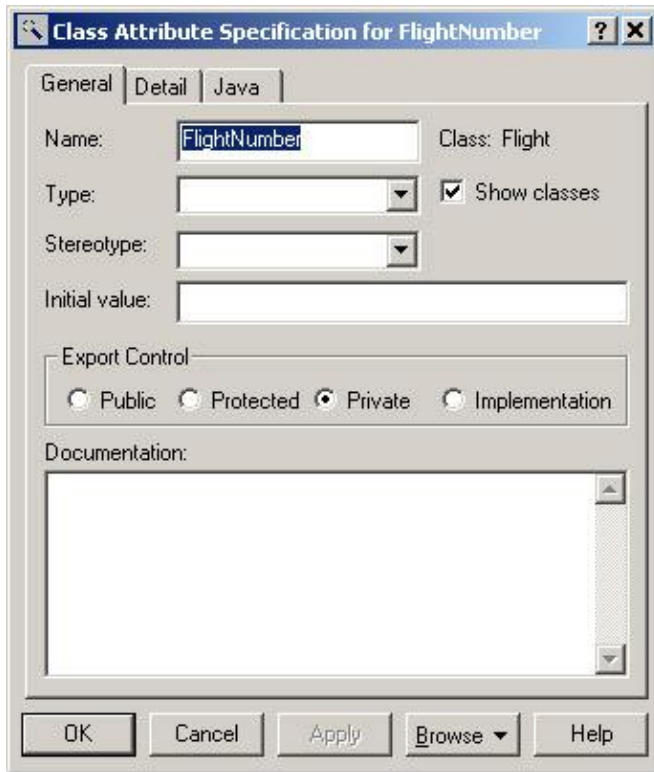 Class Attribute Specification for FlightNumber
General Detail Java
Name: FlightNumber Class: Flight
Type: Show classes
Stereotype:
Initial value:
Export Control
Public Protected Private Implementation
Documentation:
OK Cancel Apply Browse Help